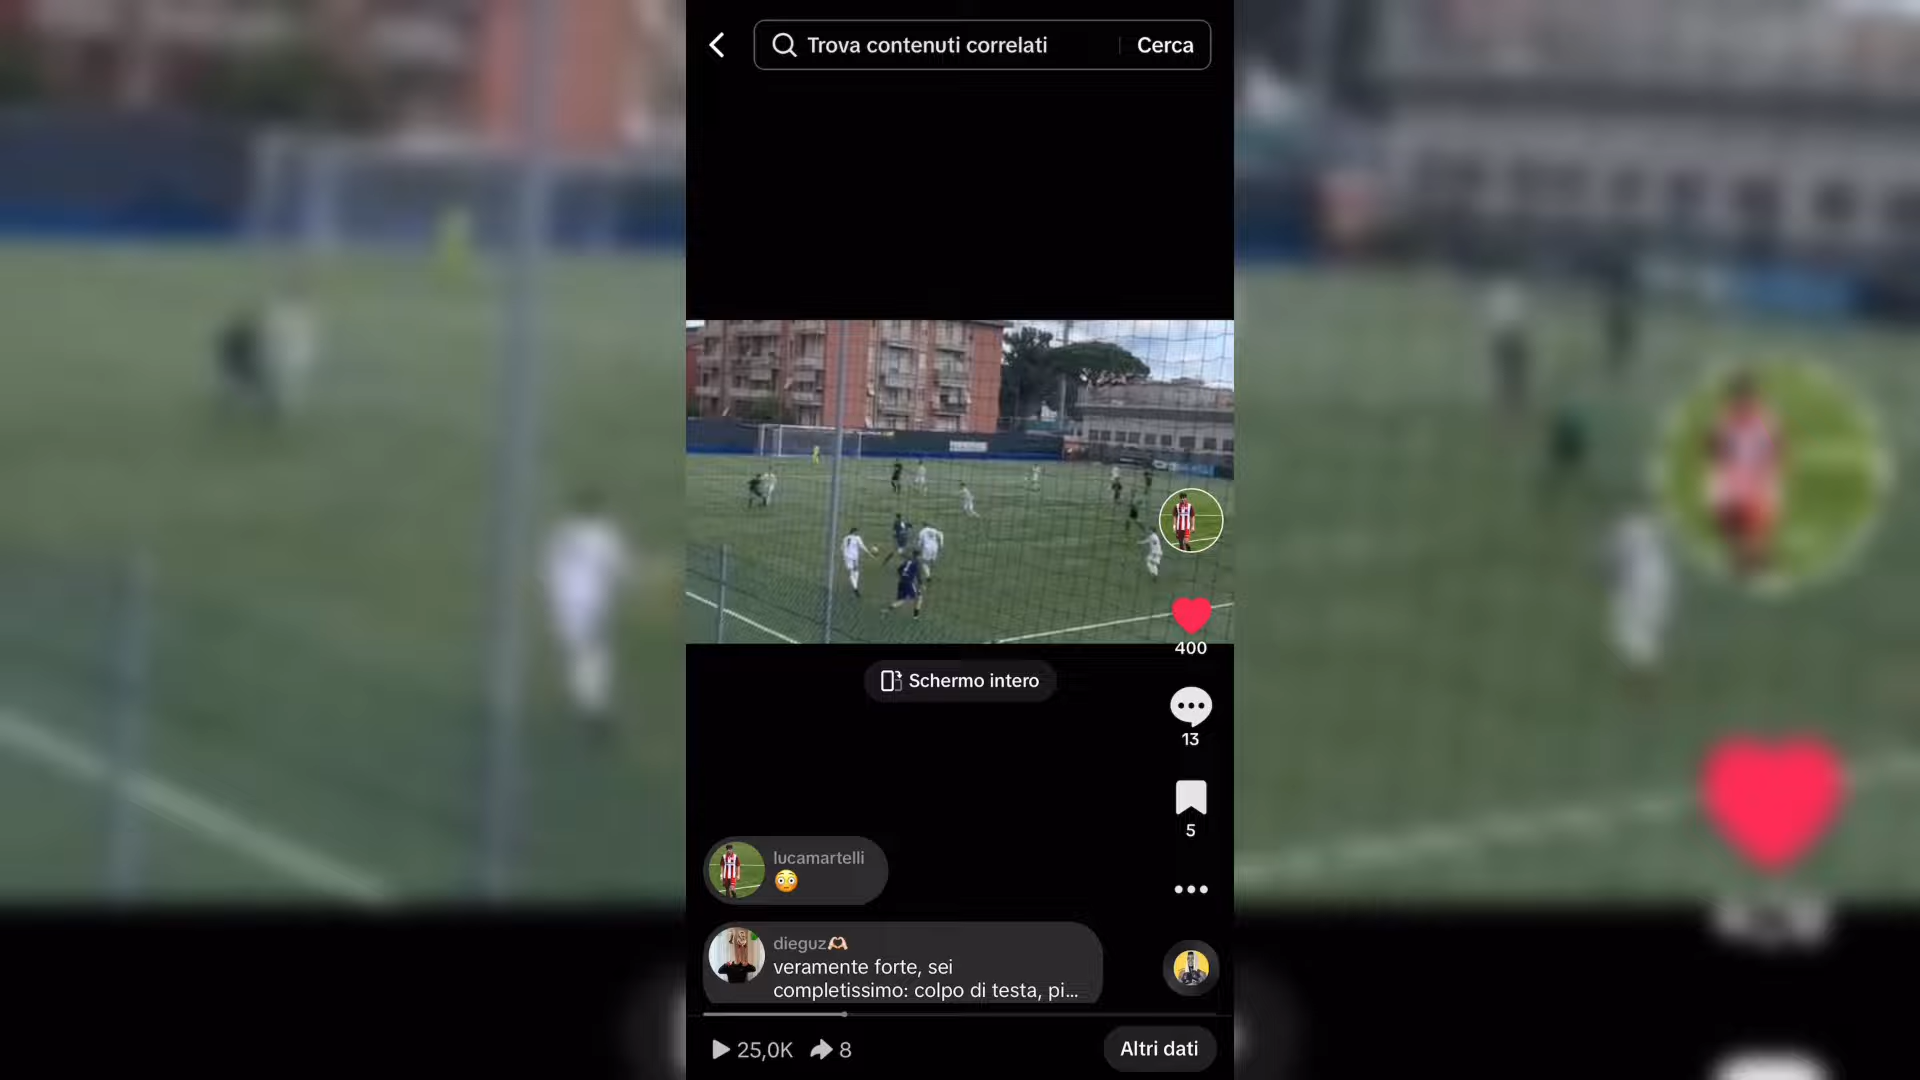 Trova contenuti correlati
Cerca
Schermo intero
400
13
5
lucamartelli
😳
dieguz🫶🏻
veramente forte, sei
completissimo: colpo di testa, pi...
25,0K
8
Altri dati